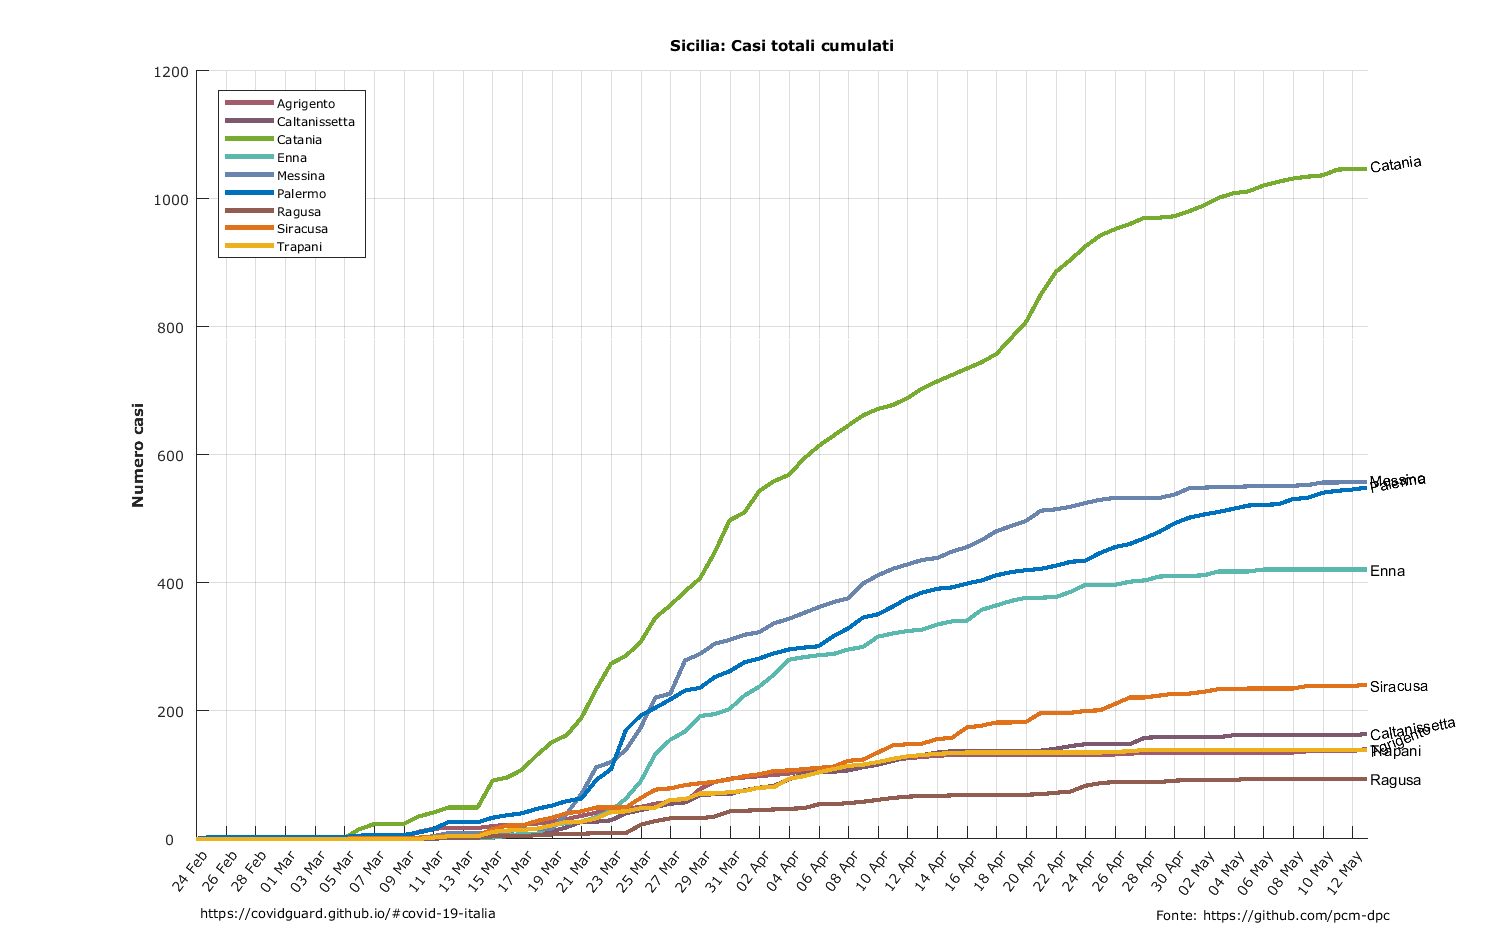 Sicilia: Casi totali cumulati
Numero casi
1200
1000
800
600
400
200
0
Agrigento
Caltanissetta
Catania
Enna
Messina
Palermo
Ragusa
Siracusa
Trapani
Catania
Messina
Palermo
Enna
Siracusa
Caltanissetta
Agrigento
Trapani
Ragusa
24 Feb
26 Feb
28 Feb
01 Mar
03 Mar
05 Mar
07 Mar
09 Mar
11 Mar
13 Mar
15 Mar
17 Mar
19 Mar
21 Mar
23 Mar
25 Mar
27 Mar
29 Mar
31 Mar
02 Apr
04 Apr
06 Apr
08 Apr
10 Apr
12 Apr
14 Apr
16 Apr
18 Apr
20 Apr
22 Apr
24 Apr
26 Apr
28 Apr
30 Apr
02 May
04 May
06 May
08 May
10 May
12 May
https://covidguard.github.io/#covid-19-italia
Fonte: https://github.com/pcm-dpc